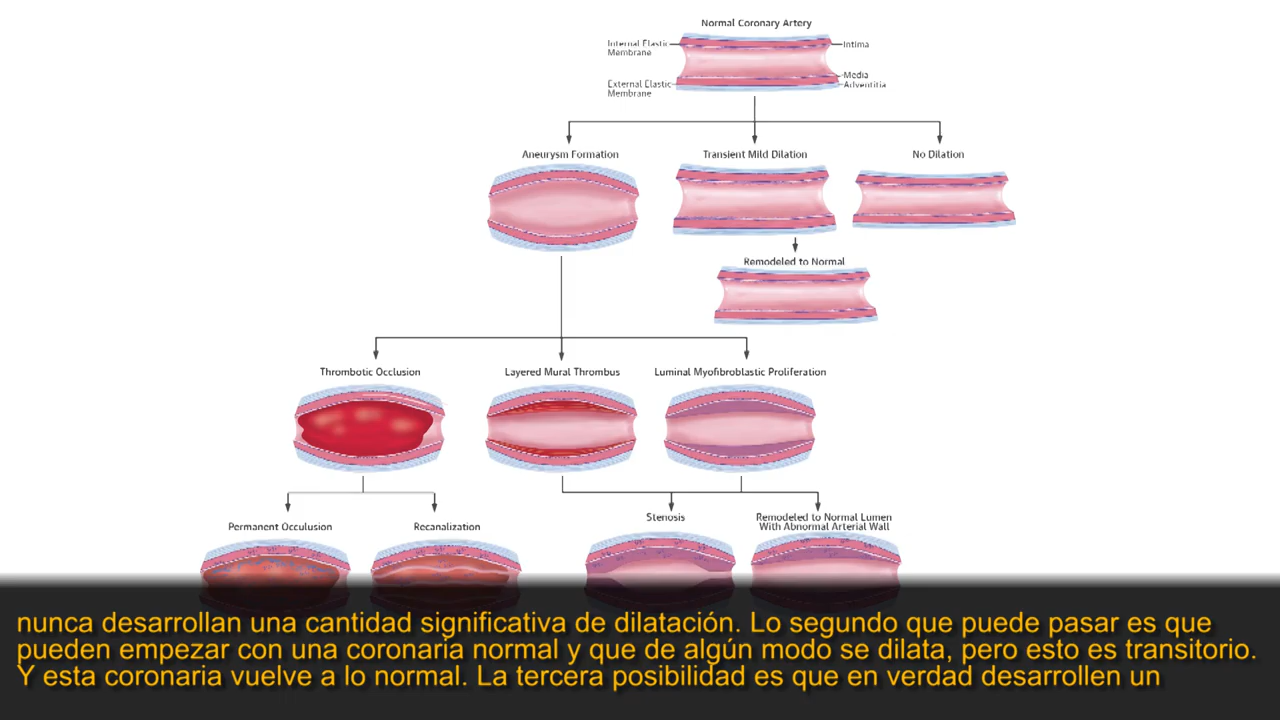 Normal Coronary Artery
Internal Elastic
Membrane
Intima
External Elastic
Membrane
Media
Adventitia
Aneurysm Formation
Transient Mild Dilation
No Dilation
Remodeled to Normal
Thrombotic Occlusion
Layered Mural Thrombus
Luminal Myofibroblastic Proliferation
Permanent Occulusion
Recanalization
Stenosis
Remodeled to Normal Lumen
With Abnormal Arterial Wall
nunca desarrollan una cantidad significativa de dilatación. Lo segundo que puede pasar es que
pueden empezar con una coronaria normal y que de algún modo se dilata, pero esto es transitorio.
Y esta coronaria vuelve a lo normal. La tercera posibilidad es que en verdad desarrollen un